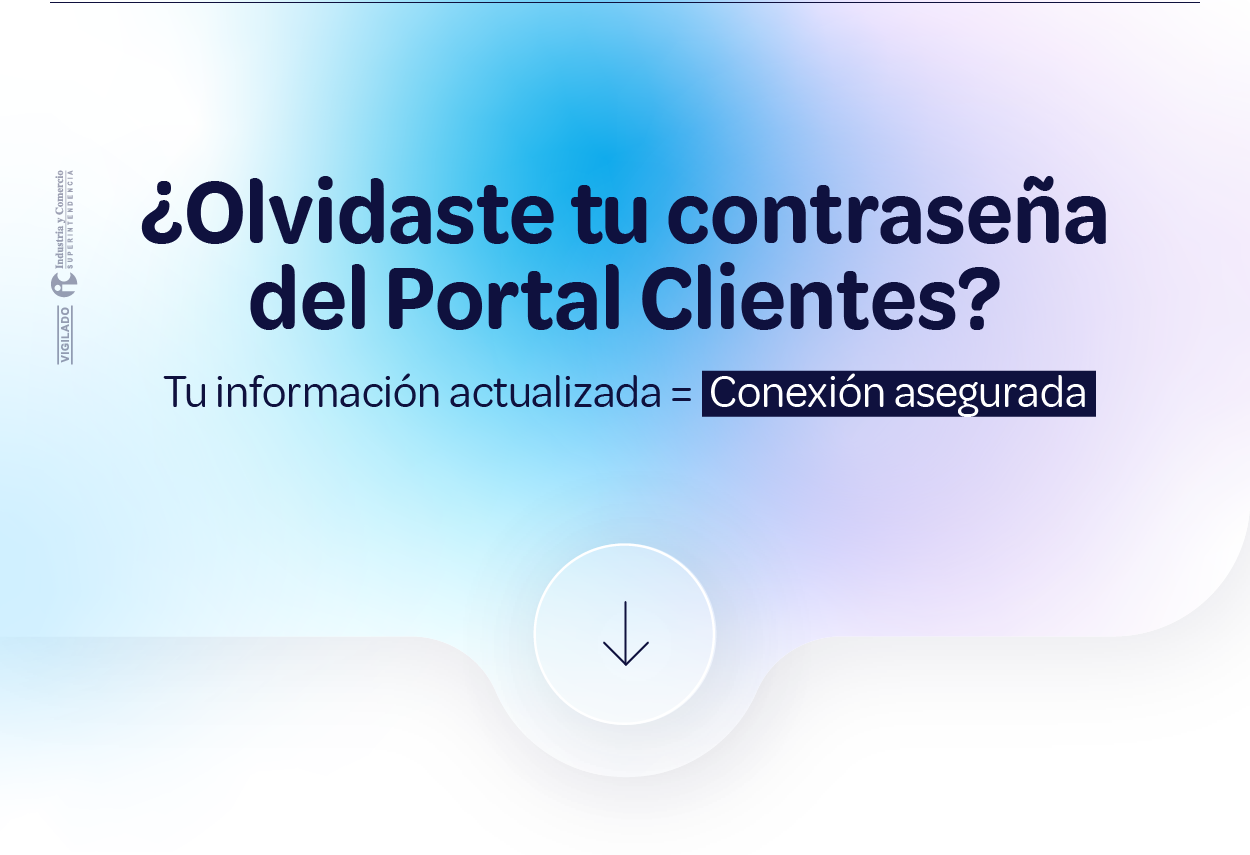 ¿Olvidaste tu contraseña
del Portal Clientes?
Tu información actualizada = Conexión asegurada
Industria y Comercio
SUPERINTENDENCIA
VIGILADO